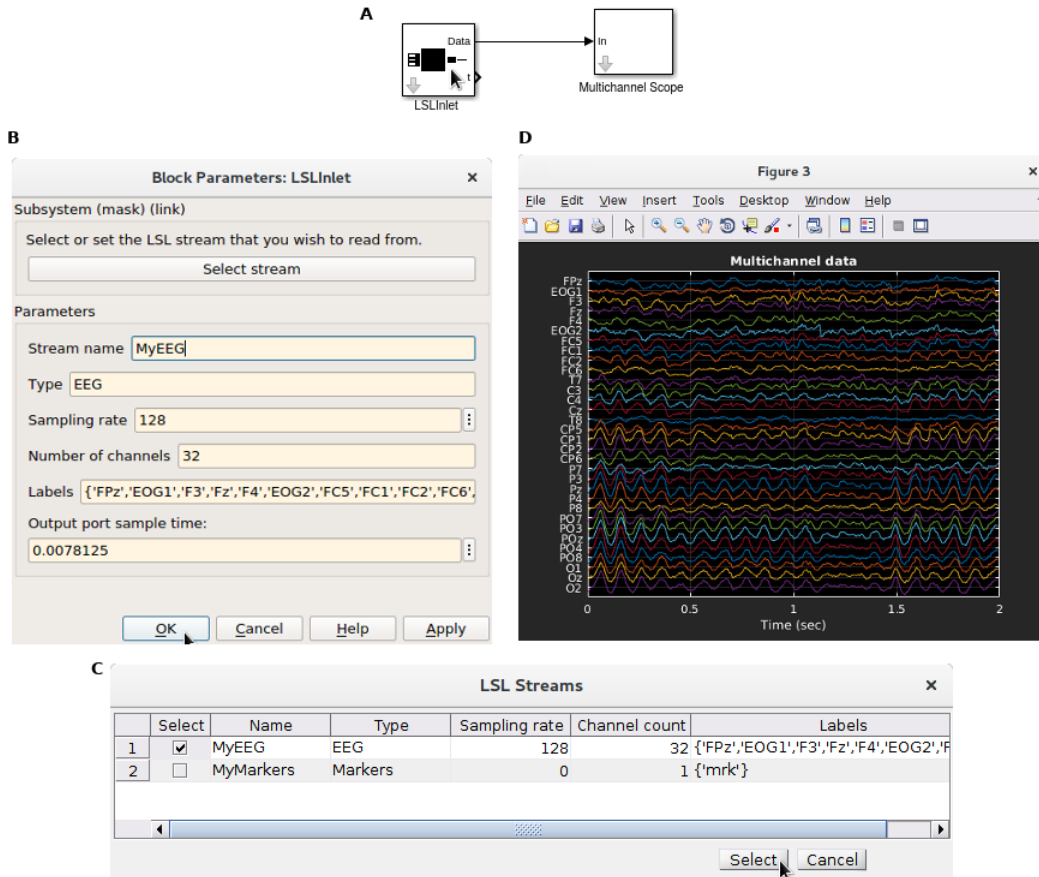 A
Data
t
LSLInlet
In
Multichannel Scope
B
Block Parameters: LSLInlet
×
Subsystem (mask) (link)
Select or set the LSL stream that you wish to read from.
Select stream
Parameters
Stream name MyEEG
Type EEG
Sampling rate 128
Number of channels 32
Labels {'FPz','EOG1','F3','Fz','F4','EOG2','FC5','FC1','FC2','FC6',
Output port sample time:
0.0078125
OK Cancel Help Apply
D
Figure 3
×
File Edit View Insert Tools Desktop Window Help
Multichannel data
FPz
EOG1
F3
Fz
F4
EOG2
FC5
FC1
FC2
FC6
T7
C3
C4
Cz
T8
CP5
CP1
CP2
CP6
P7
P3
Pz
P4
P8
PO7
PO3
POz
PO4
PO8
O1
Oz
O2
0 0.5 1 1.5 2
Time (sec)
C
LSL Streams
×
Select Name Type Sampling rate Channel count Labels
1 MyEEG EEG 128 32 {'FPz','EOG1','F3','Fz','F4','EOG2','F
2 MyMarkers Markers 0 1 {'mrk'}
Select Cancel